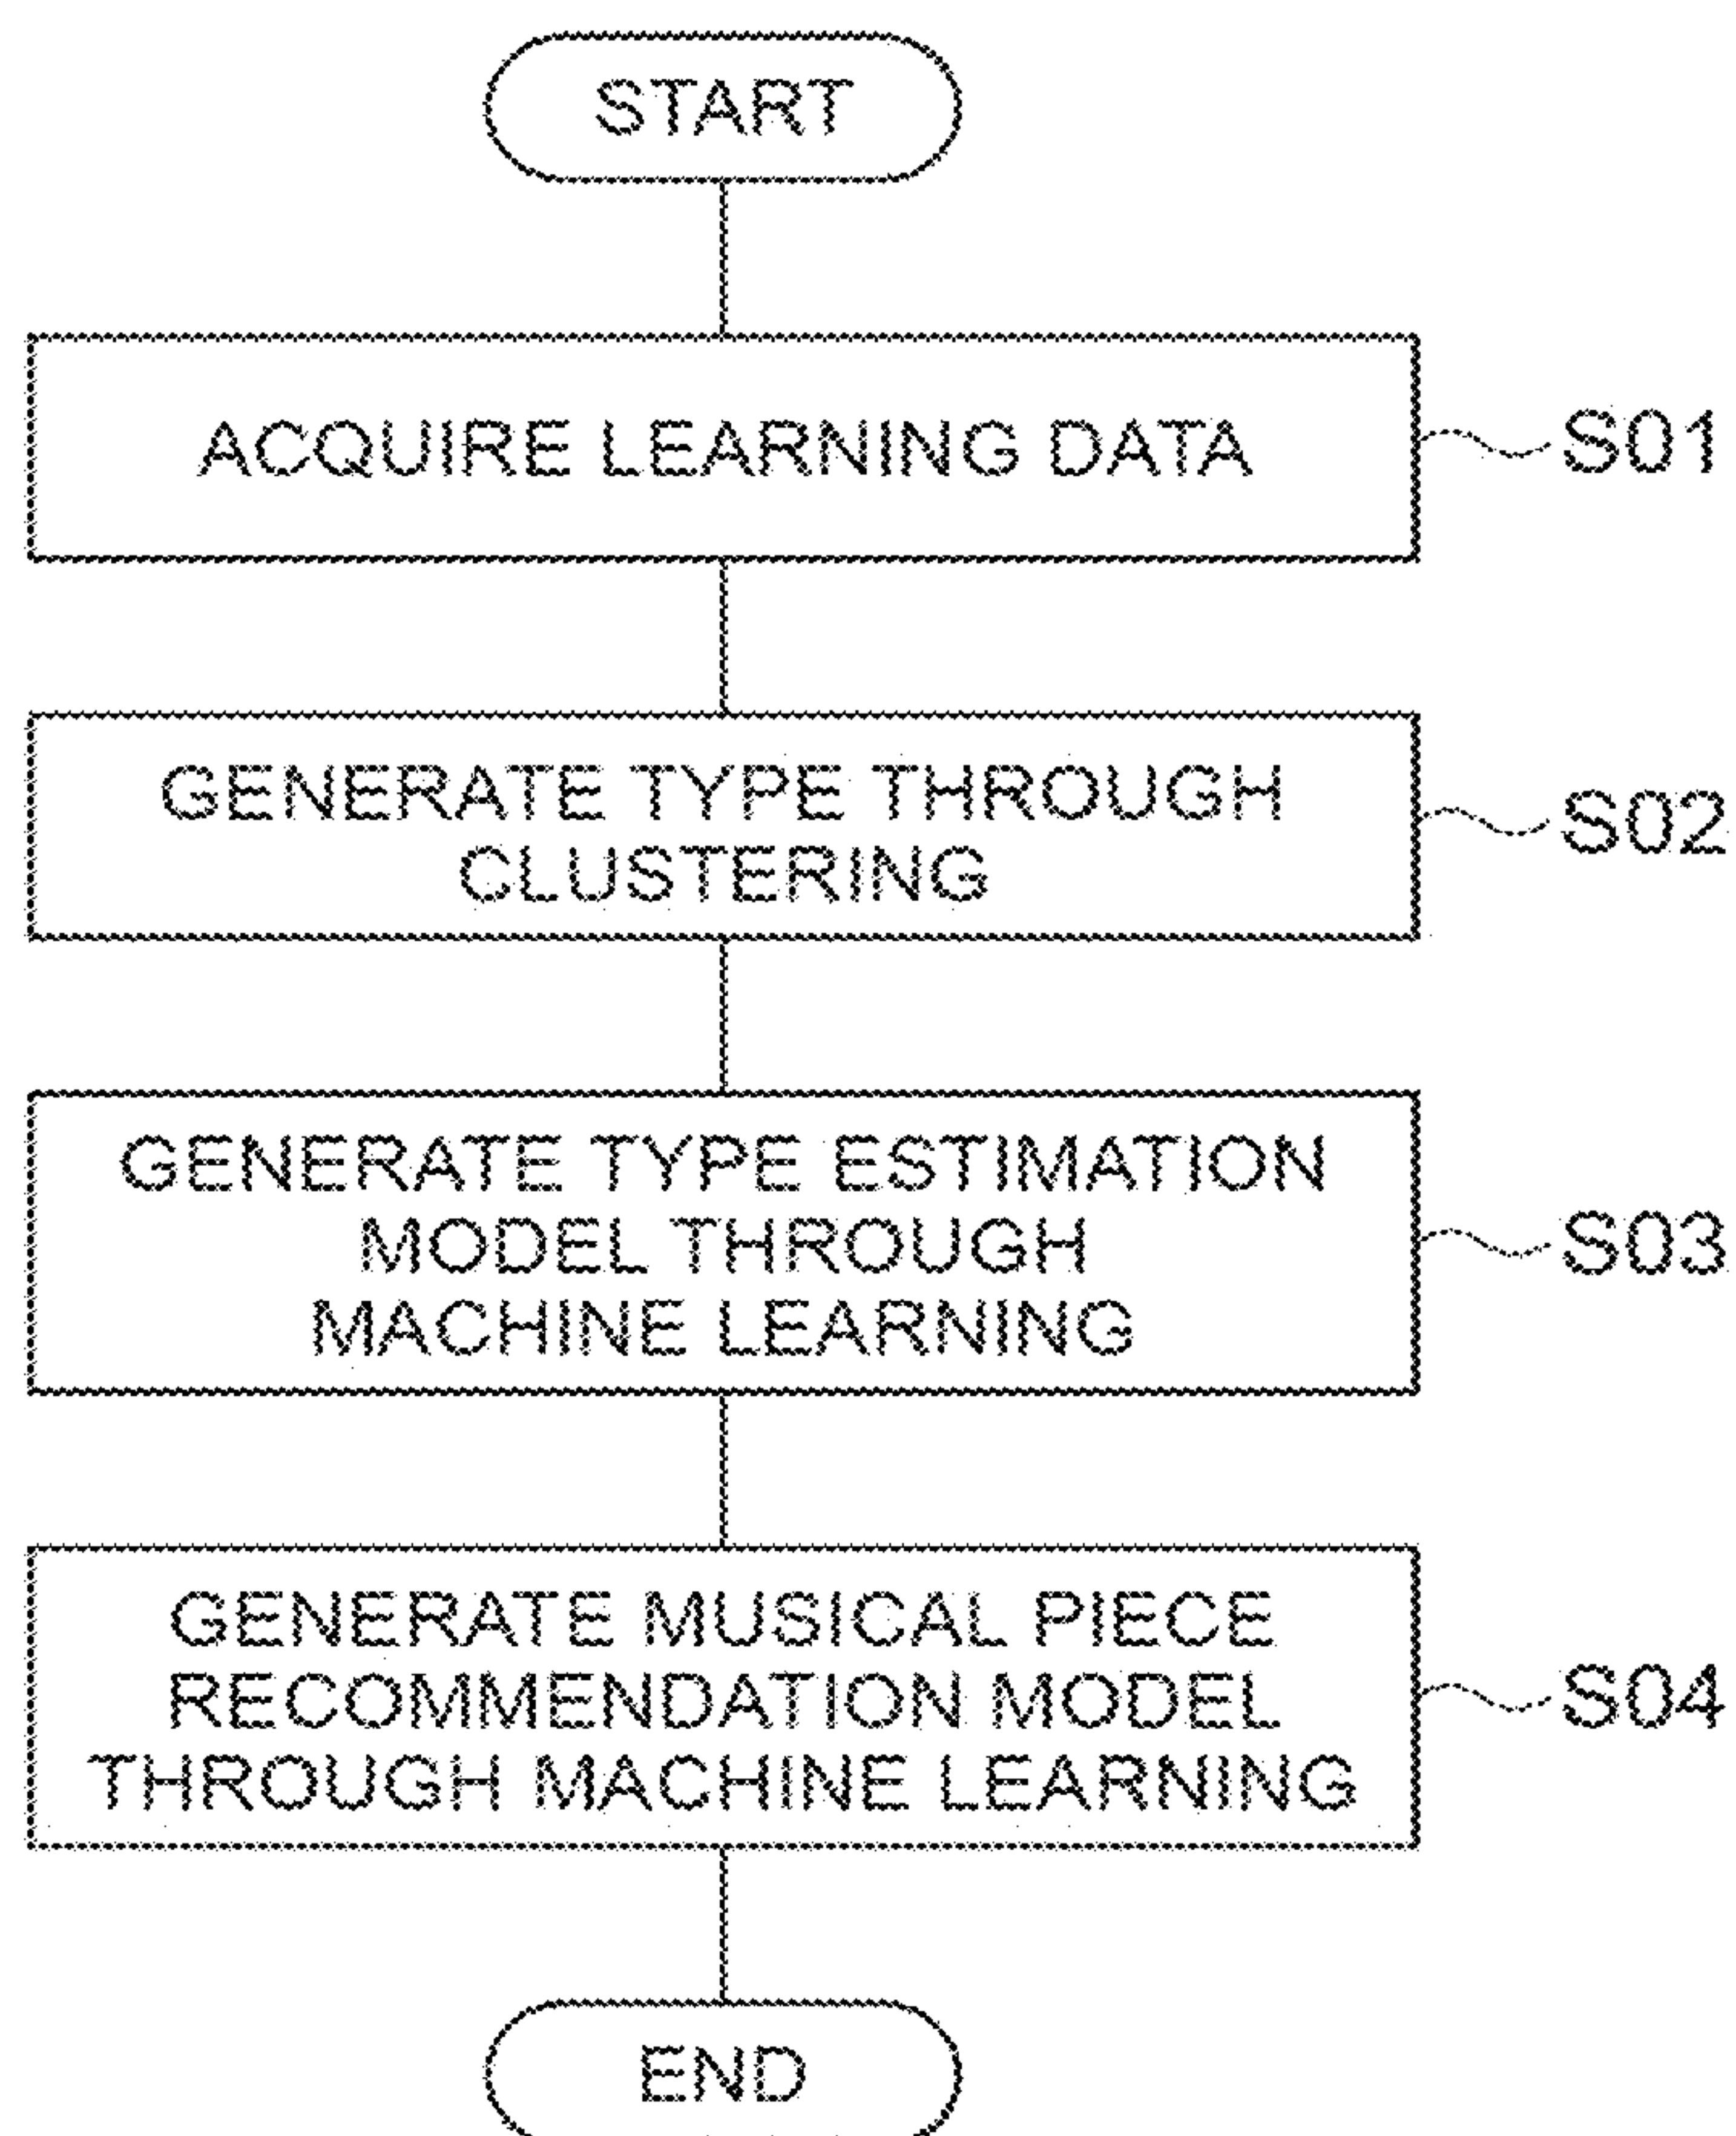 START
ACQUIRE LEARNING DATA
S01
GENERATE TYPE THROUGH
CLUSTERING
S02
GENERATE TYPE ESTIMATION
MODEL THROUGH
MACHINE LEARNING
S03
GENERATE MUSICAL PIECE
RECOMMENDATION MODEL
THROUGH MACHINE LEARNING
S04
END